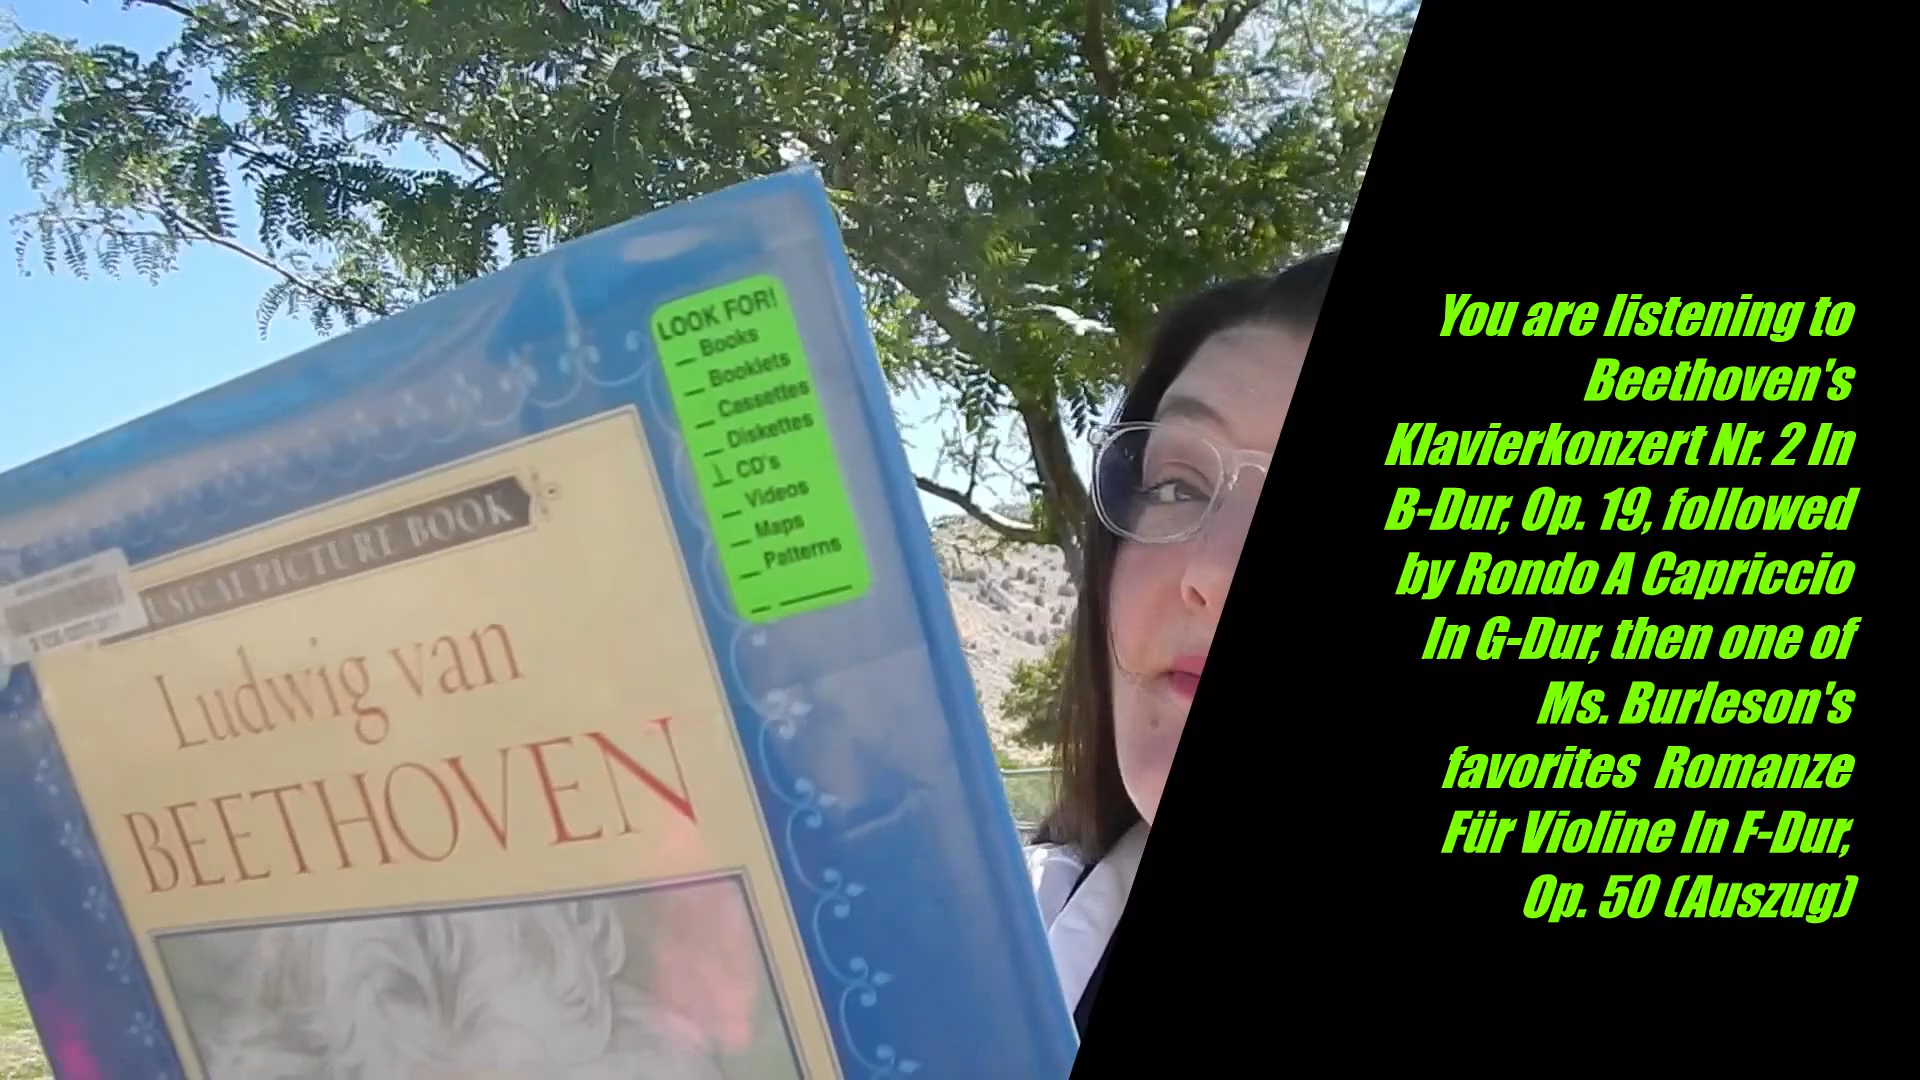 LOOK FOR!
Books
Booklets
Cassettes
Diskettes
CD's
Videos
Maps
Patterns
USICAL PICTURE BOOK
Ludwig van
BEETHOVEN
You are listening to
Beethoven's
Klavierkonzert Nr. 2 In
B-Dur, Op. 19, followed
by Rondo A Capriccio
In G-Dur, then one of
Ms. Burleson's
favorites Romanze
Für Violine In F-Dur,
Op. 50 (Auszug)